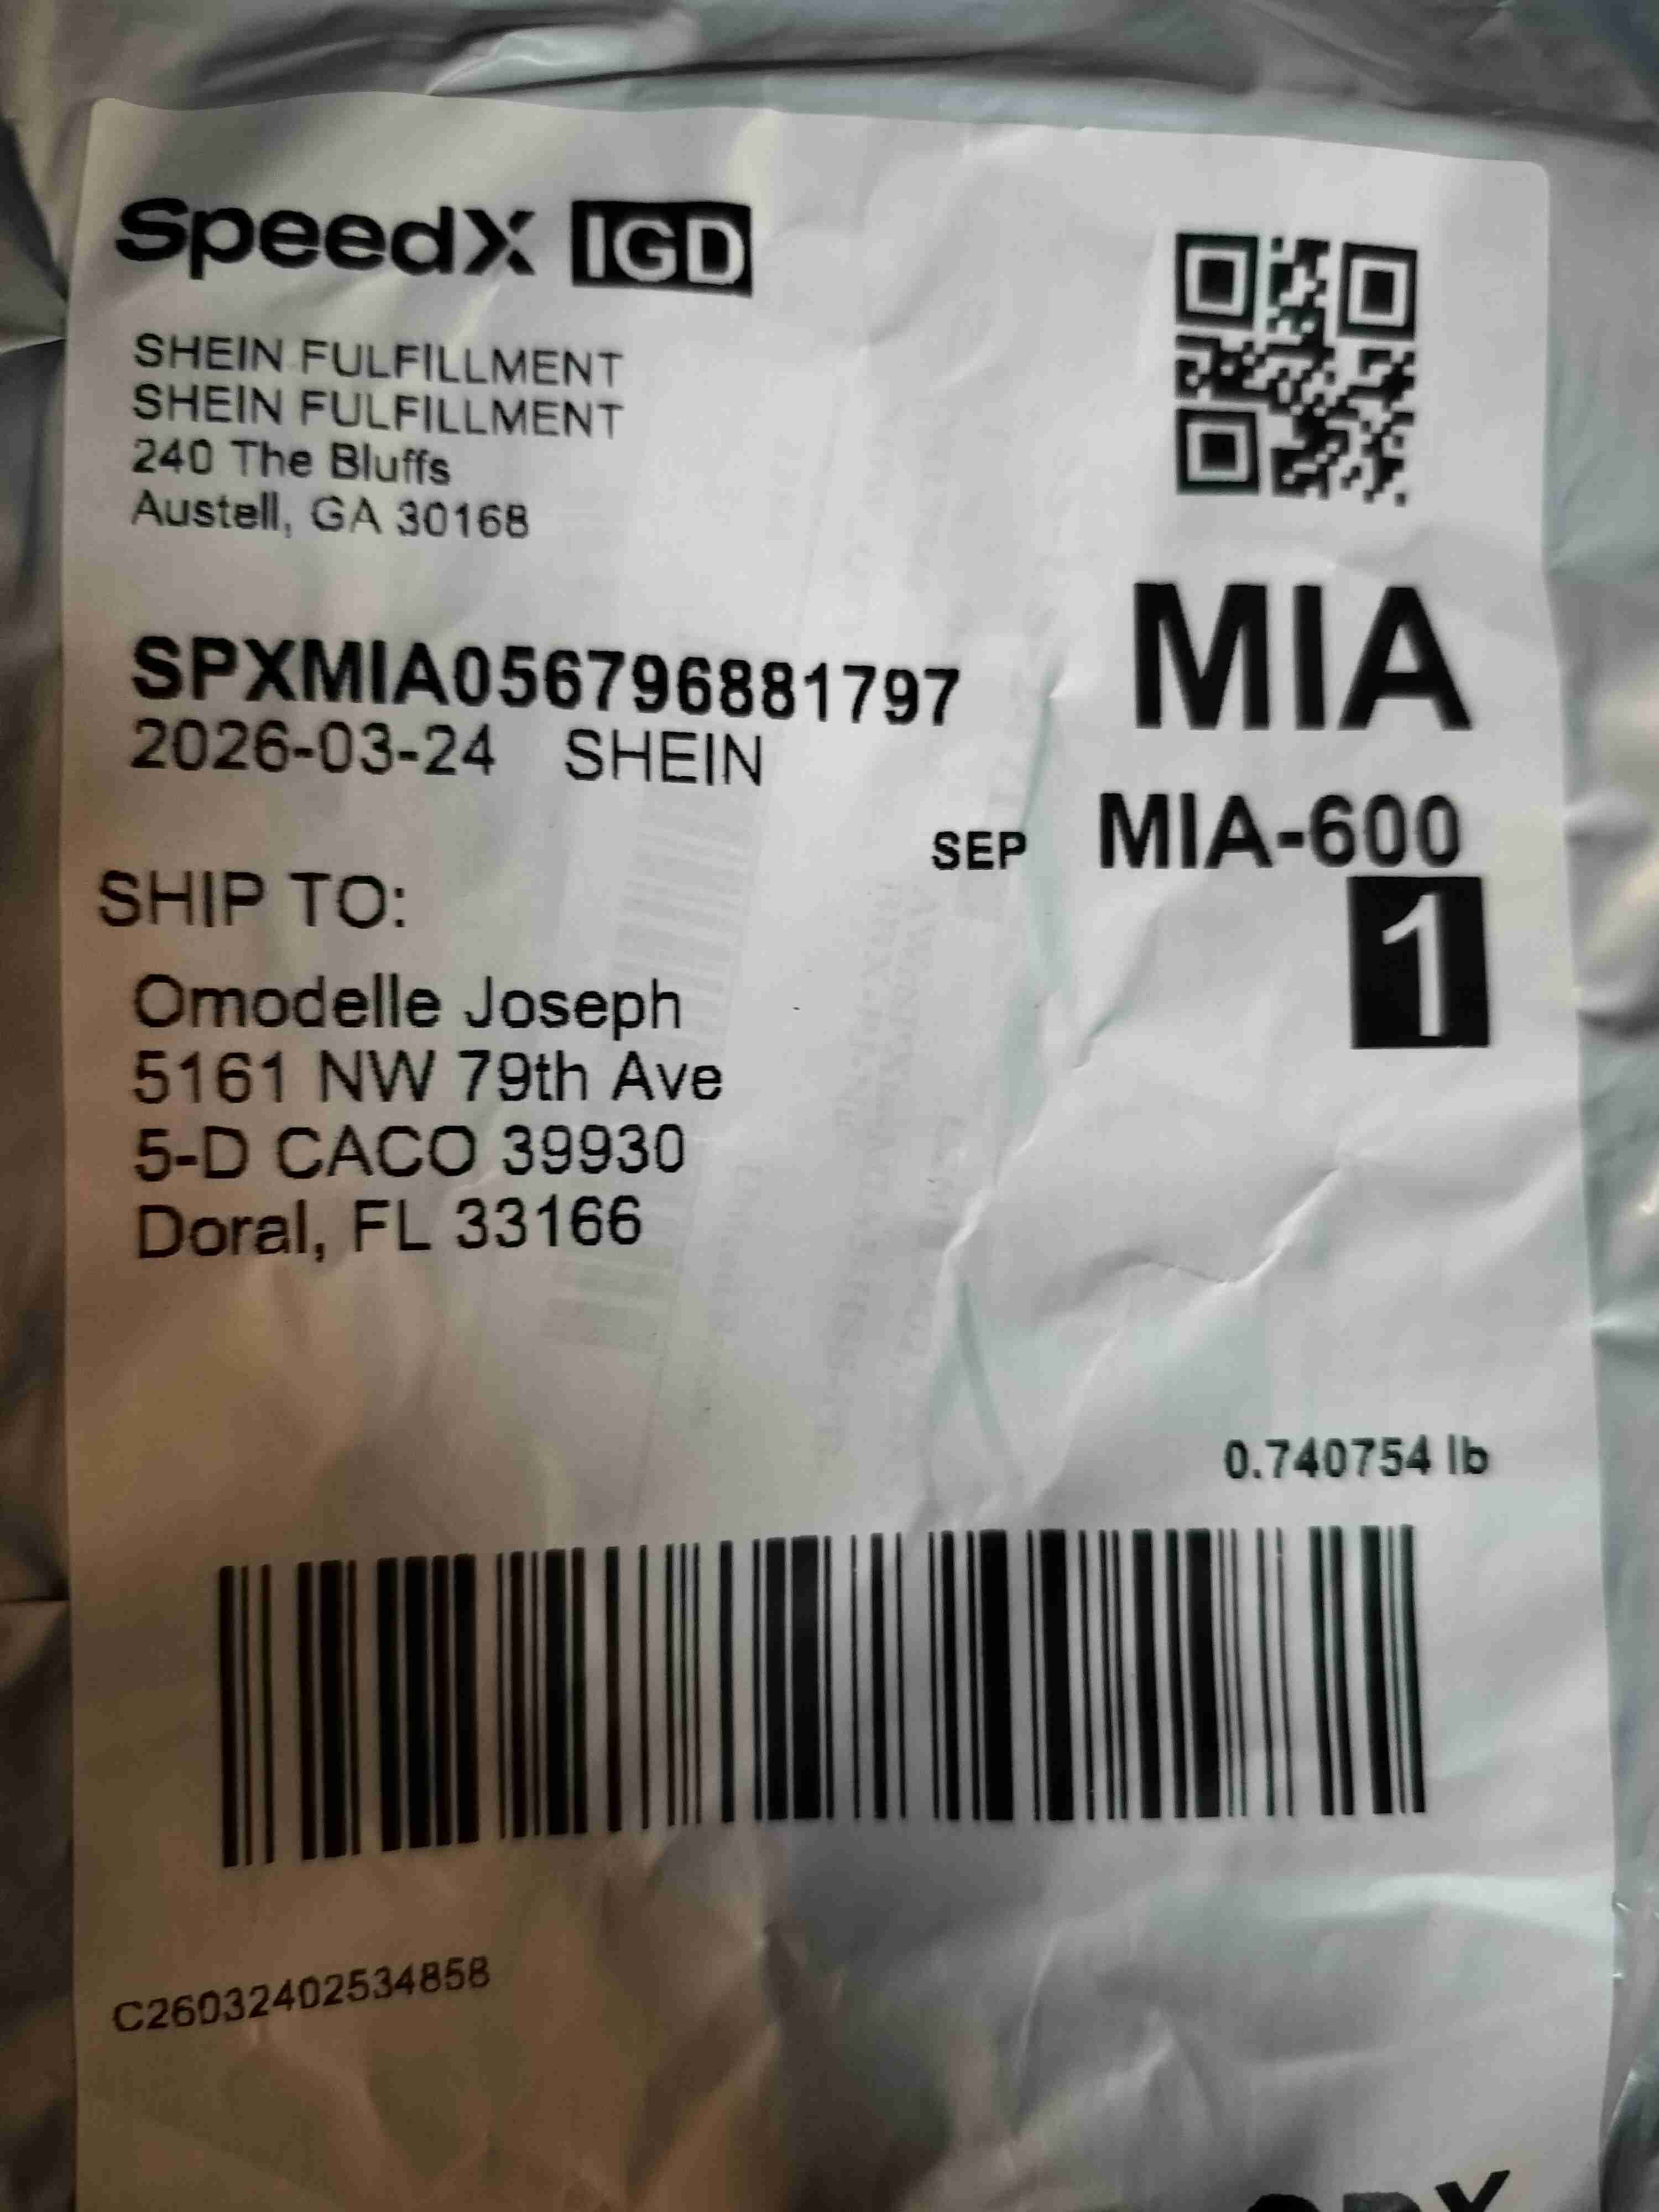 SpeedX IGD
SHEIN FULFILLMENT
SHEIN FULFILLMENT
240 The Bluffs
Austell, GA 30168
SPXMIA056796881797
2026-03-24 SHEIN
MIA
SEP MIA-600
1
SHIP TO:
Omodelle Joseph
5161 NW 79th Ave
5-D CACO 39930
Doral, FL 33166
0.740754 lb
C26032402534858